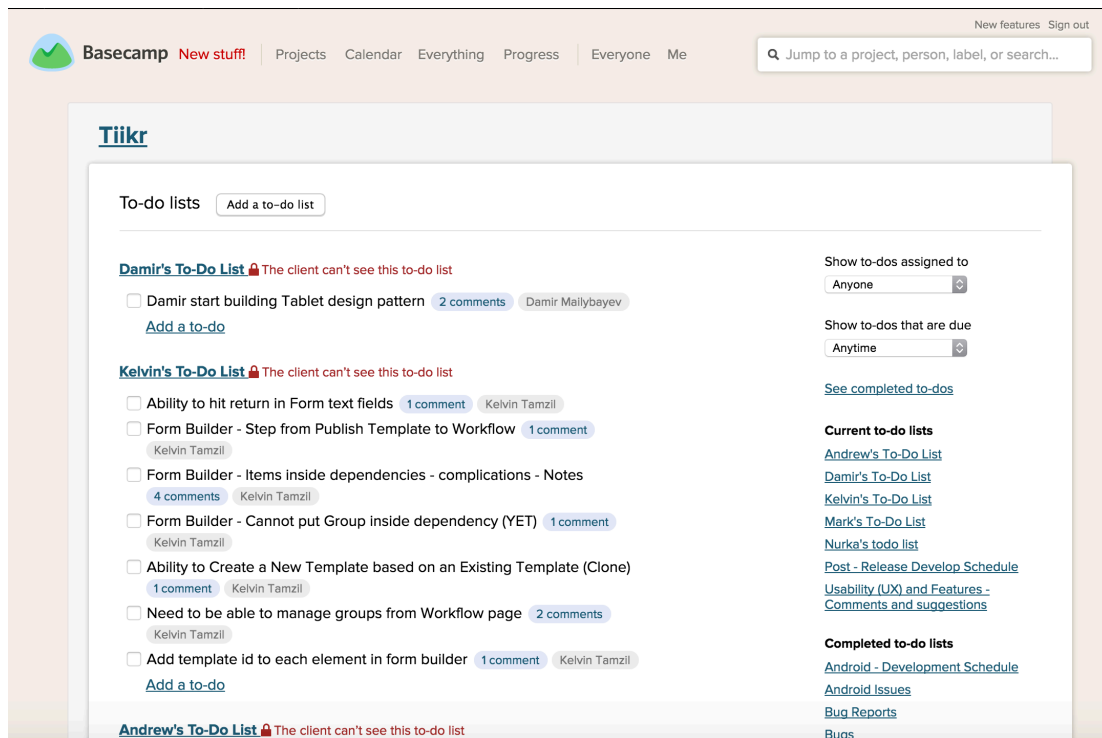 New features Sign out
Basecamp New stuff! Projects Calendar Everything Progress Everyone Me
Jump to a project, person, label, or search...
Tiikr
To-do lists Add a to-do list
Damir's To-Do List The client can't see this to-do list
Damir start building Tablet design pattern 2 comments Damir Mailybayev
Add a to-do
Kelvin's To-Do List The client can't see this to-do list
Ability to hit return in Form text fields 1 comment Kelvin Tamzil
Form Builder - Step from Publish Template to Workflow 1 comment
Kelvin Tamzil
Form Builder - Items inside dependencies - complications - Notes
4 comments Kelvin Tamzil
Form Builder - Cannot put Group inside dependency (YET) 1 comment
Kelvin Tamzil
Ability to Create a New Template based on an Existing Template (Clone)
1 comment Kelvin Tamzil
Need to be able to manage groups from Workflow page 2 comments
Kelvin Tamzil
Add template id to each element in form builder 1 comment Kelvin Tamzil
Add a to-do
Andrew's To-Do List The client can't see this to-do list
Show to-dos assigned to
Anyone
Show to-dos that are due
Anytime
See completed to-dos
Current to-do lists
Andrew's To-Do List
Damir's To-Do List
Kelvin's To-Do List
Mark's To-Do List
Nurka's todo list
Post - Release Develop Schedule
Usability (UX) and Features -
Comments and suggestions
Completed to-do lists
Android - Development Schedule
Android Issues
Bug Reports
Bugs